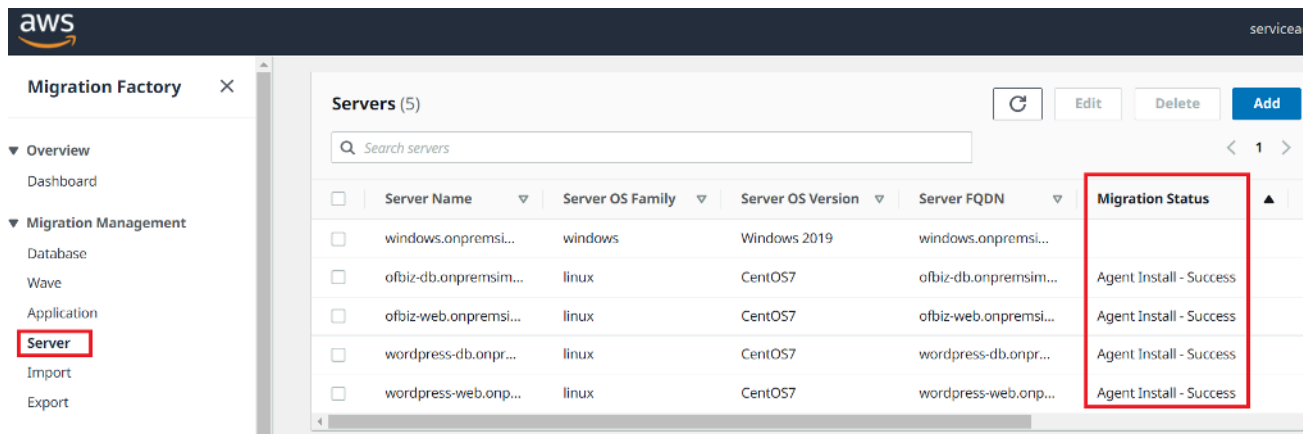 aws
servicea
Migration Factory
Servers (5)
Edit Delete Add
Search servers
1
Overview
Dashboard
Migration Management
Database
Wave
Application
Server
Import
Export
Server Name Server OS Family Server OS Version Server FQDN Migration Status
windows.onpremsi... windows Windows 2019 windows.onpremsi...
ofbiz-db.onpremsim... linux CentOS7 ofbiz-db.onpremsim... Agent Install - Success
ofbiz-web.onpremsi... linux CentOS7 ofbiz-web.onpremsi... Agent Install - Success
wordpress-db.onpr... linux CentOS7 wordpress-db.onpr... Agent Install - Success
wordpress-web.onp... linux CentOS7 wordpress-web.onp... Agent Install - Success